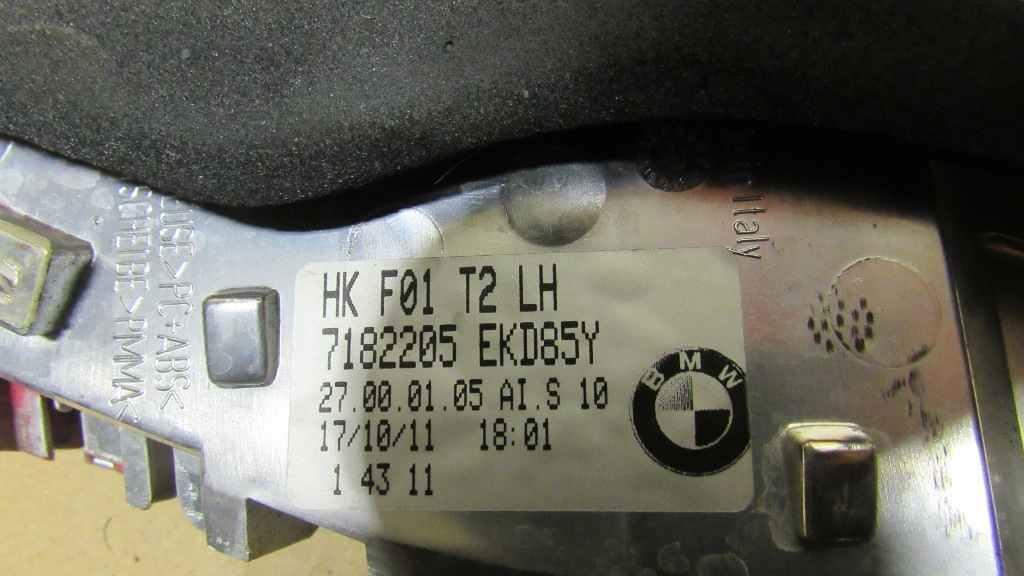 HK F01 T2 LH
7182205 EKD85Y
27.00.01.05 AI.S 10
17/10/11 18:01
1 43 11
BMW
>PC+ABS<
>PMMA<
Italy